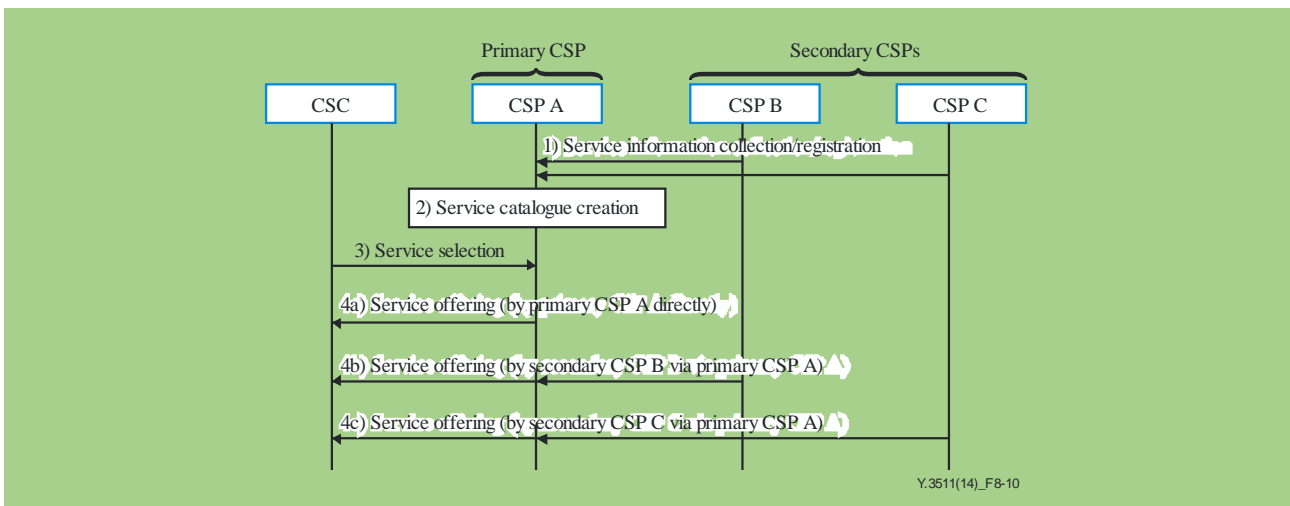 Primary CSP
Secondary CSPs
CSC
CSP A
CSP B
CSP C
1) Service information collection/registration
2) Service catalogue creation
3) Service selection
4a) Service offering (by primary CSP A directly)
4b) Service offering (by secondary CSP B via primary CSP A)
4c) Service offering (by secondary CSP C via primary CSP A)
Y.3511(14)_F8-10